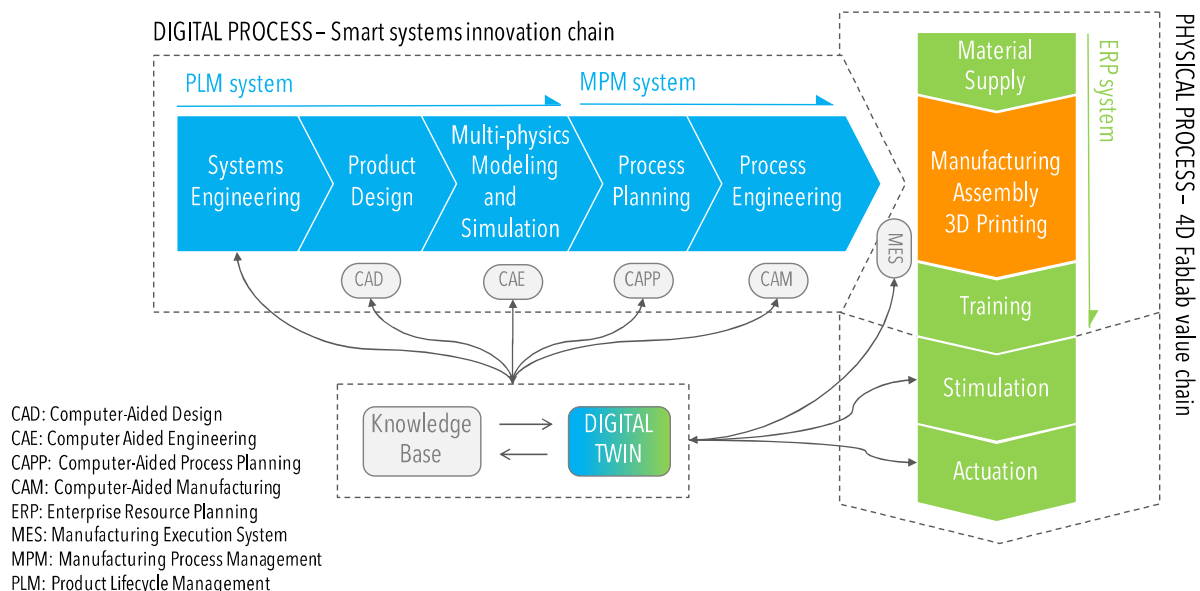 DIGITAL PROCESS – Smart systems innovation chain
PLM system
MPM system
Systems
Engineering
Product
Design
Multi-physics
Modeling
and
Simulation
Process
Planning
Process
Engineering
CAD
CAE
CAPP
CAM
MES
Material
Supply
Manufacturing
Assembly
3D Printing
Training
Stimulation
Actuation
ERP system
PHYSICAL PROCESS – 4D FabLab value chain
Knowledge
Base
DIGITAL
TWIN
CAD: Computer-Aided Design
CAE: Computer Aided Engineering
CAPP: Computer-Aided Process Planning
CAM: Computer-Aided Manufacturing
ERP: Enterprise Resource Planning
MES: Manufacturing Execution System
MPM: Manufacturing Process Management
PLM: Product Lifecycle Management